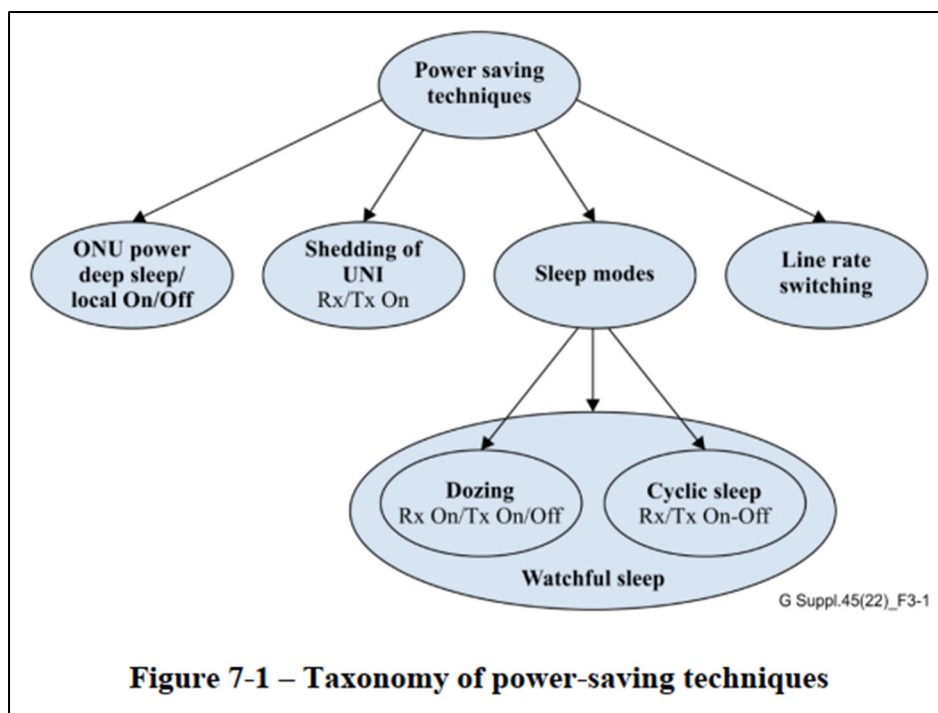 Power saving
techniques
ONU power
deep sleep/
local On/Off
Shedding of
UNI
Rx/Tx On
Sleep modes
Line rate
switching
Dozing
Rx On/Tx On/Off
Cyclic sleep
Rx/Tx On-Off
Watchful sleep
G Suppl.45(22)_F3-1
Figure 7-1 – Taxonomy of power-saving techniques